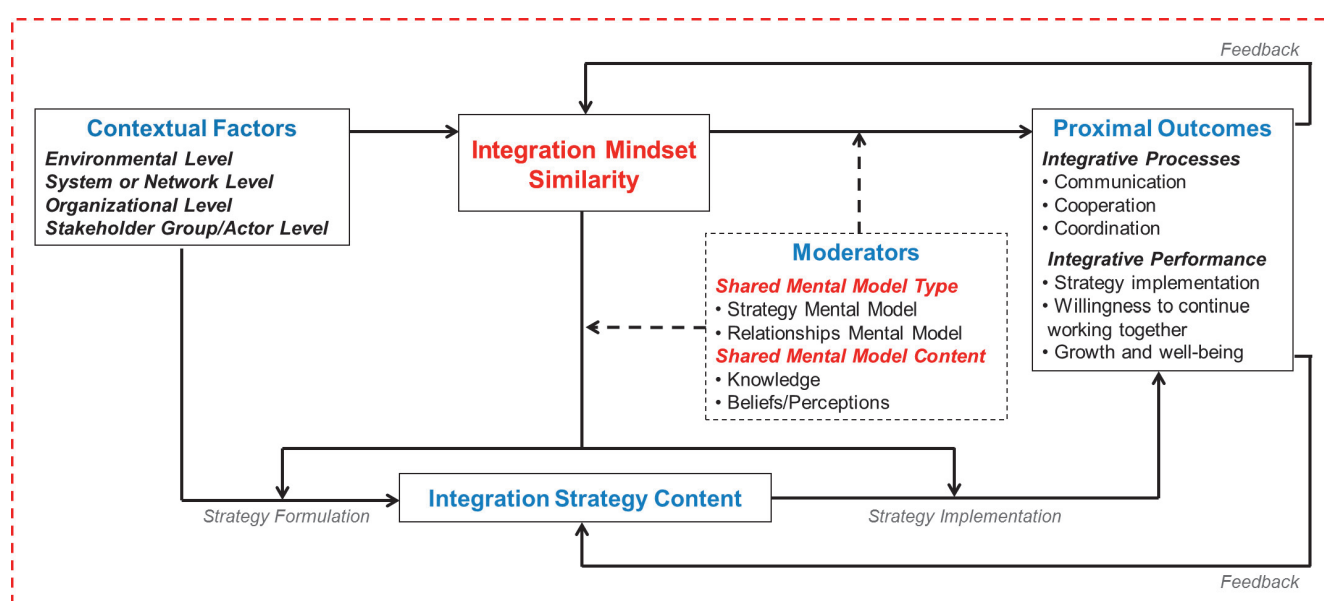 Feedback
Contextual Factors
Environmental Level
System or Network Level
Organizational Level
Stakeholder Group/Actor Level
Integration Mindset
Similarity
Proximal Outcomes
Integrative Processes
• Communication
• Cooperation
• Coordination
Integrative Performance
• Strategy implementation
• Willingness to continue
working together
• Growth and well-being
Moderators
Shared Mental Model Type
• Strategy Mental Model
• Relationships Mental Model
Shared Mental Model Content
• Knowledge
• Beliefs/Perceptions
Integration Strategy Content
Strategy Formulation
Strategy Implementation
Feedback